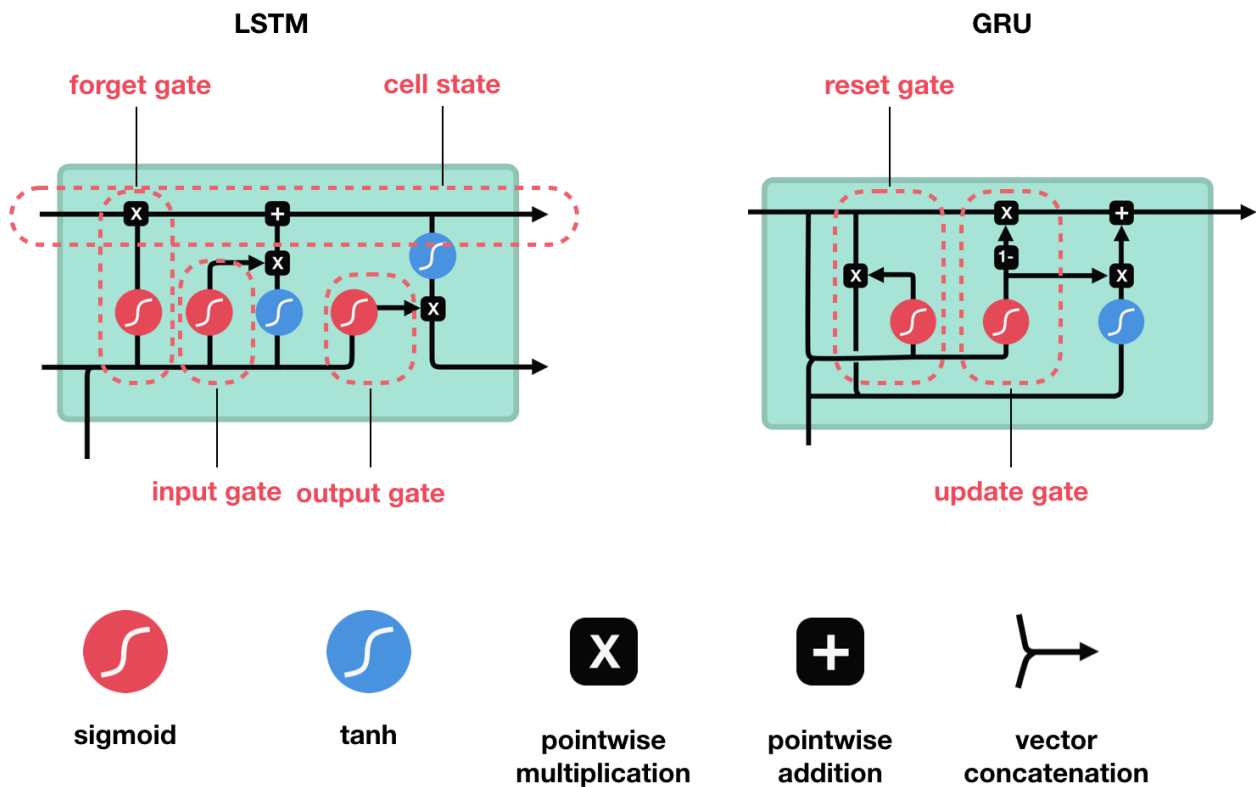 LSTM
GRU
forget gate
cell state
reset gate
X
+
X
X
X
+
1-
X
X
input gate
output gate
update gate
X
+
sigmoid
tanh
pointwise
multiplication
pointwise
addition
vector
concatenation